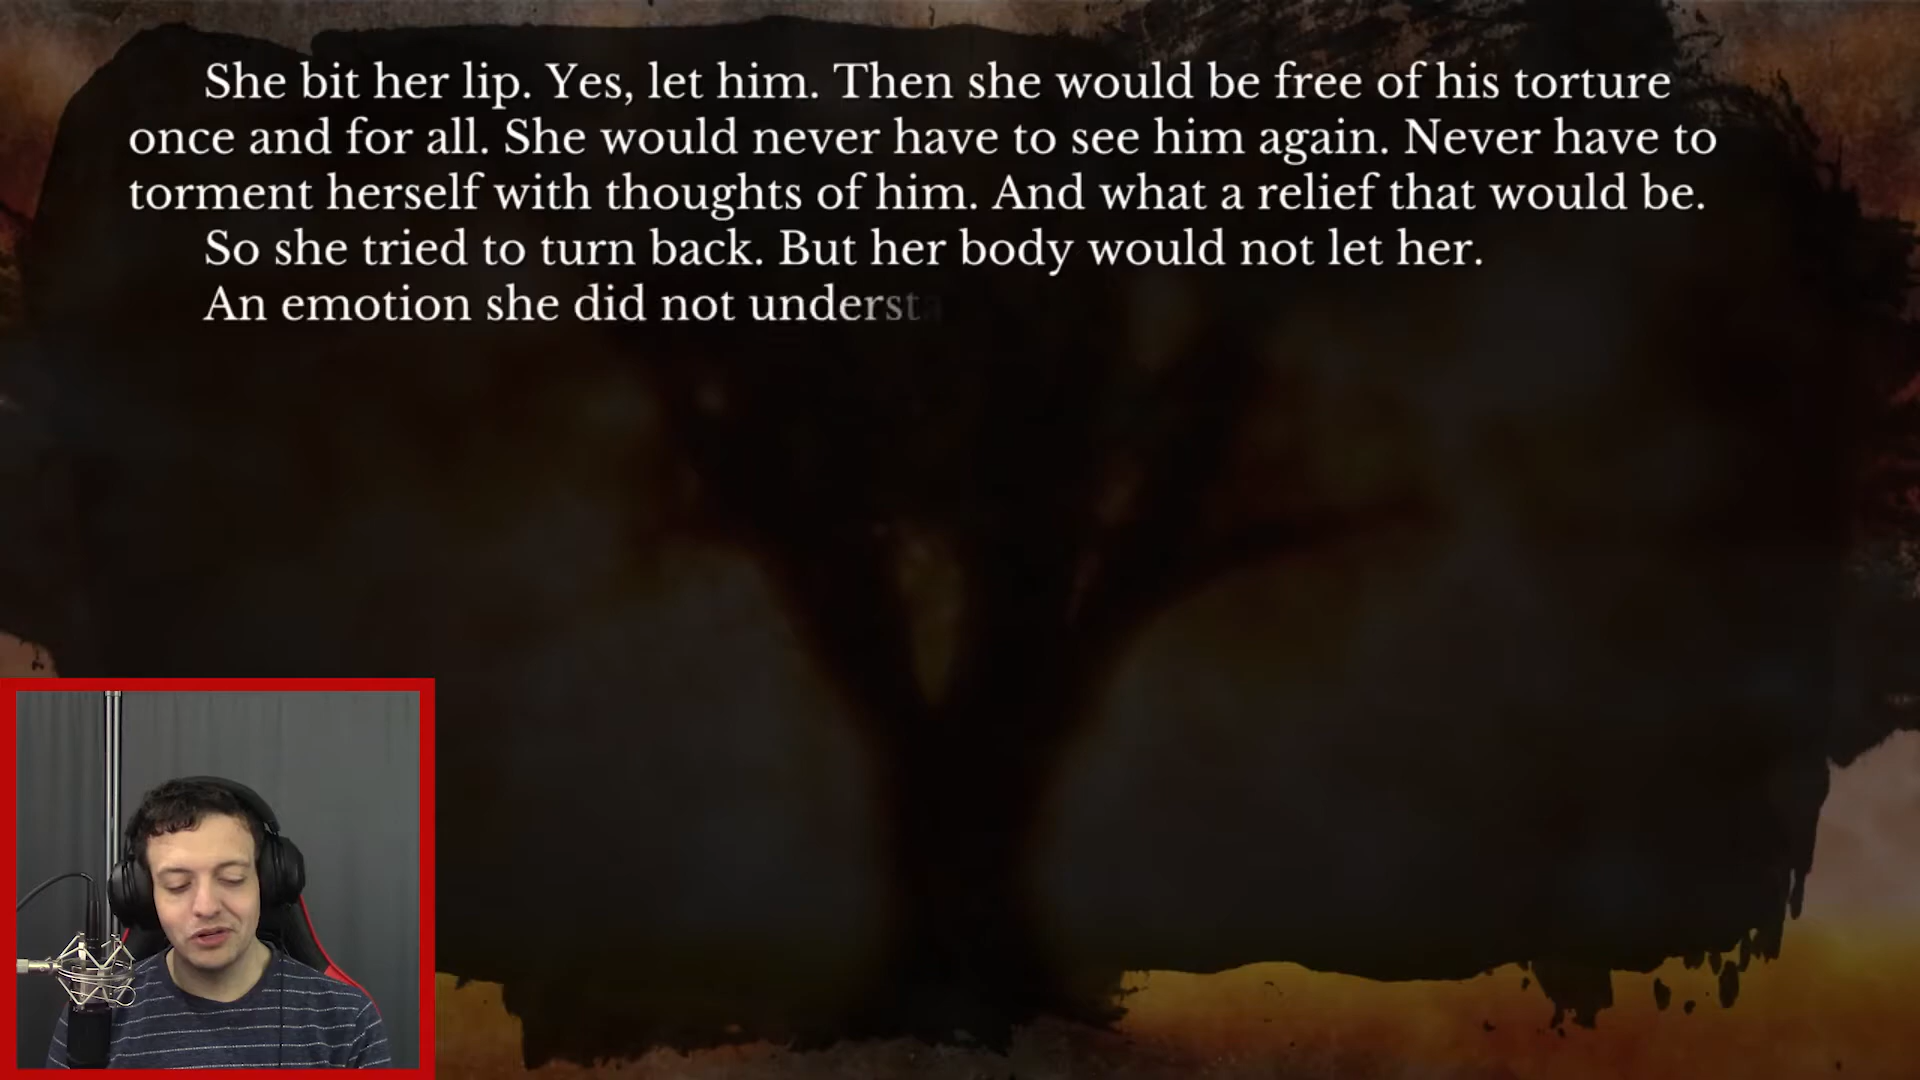 She bit her lip. Yes, let him. Then she would be free of his torture
once and for all. She would never have to see him again. Never have to
torment herself with thoughts of him. And what a relief that would be.
So she tried to turn back. But her body would not let her.
An emotion she did not understa